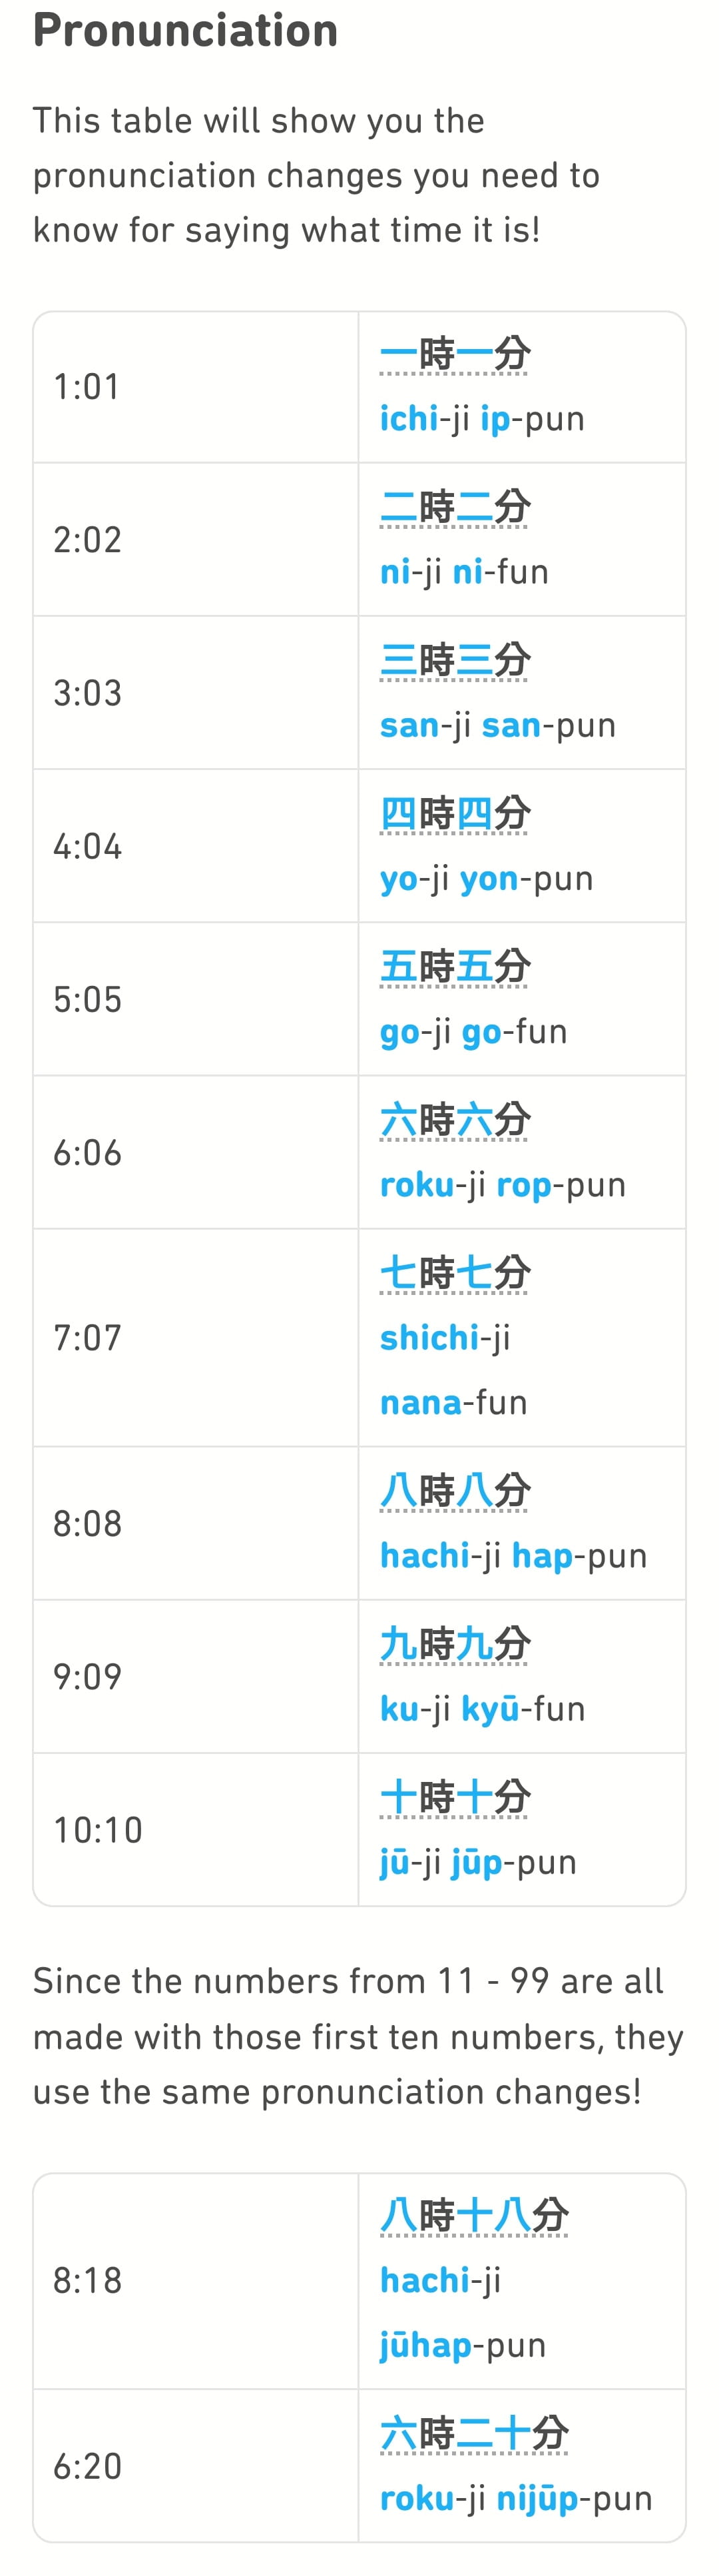 Pronunciation
This table will show you the
pronunciation changes you need to
know for saying what time it is!
1:01
一時一分
ichi-ji ip-pun
2:02
二時二分
ni-ji ni-fun
3:03
三時三分
san-ji san-pun
4:04
四時四分
yo-ji yon-pun
5:05
五時五分
go-ji go-fun
6:06
六時六分
roku-ji rop-pun
7:07
七時七分
shichi-ji
nana-fun
8:08
八時八分
hachi-ji hap-pun
9:09
九時九分
ku-ji kyū-fun
10:10
十時十分
jū-ji jūp-pun
Since the numbers from 11 - 99 are all
made with those first ten numbers, they
use the same pronunciation changes!
8:18
八時十八分
hachi-ji
jūhap-pun
6:20
六時二十分
roku-ji nijūp-pun